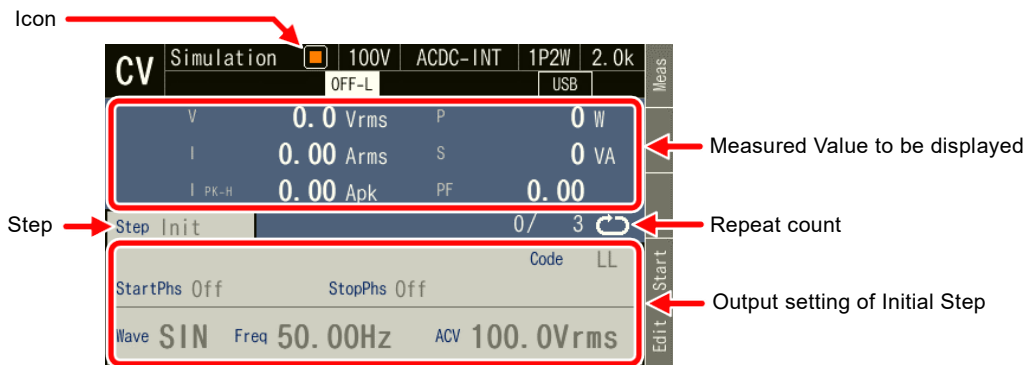 Icon
CV Simulation 100V ACDC-INT 1P2W 2.0k
OFF-L USB
Meas
V 0.0 Vrms P 0 W
I 0.00 Arms S 0 VA
I PK-H 0.00 Apk PF 0.00
Measured Value to be displayed
Step
Step Init 0/ 3
Repeat count
Code LL
StartPhs Off StopPhs Off
Start
Output setting of Initial Step
Wave SIN Freq 50.00Hz ACV 100.0Vrms
Edit